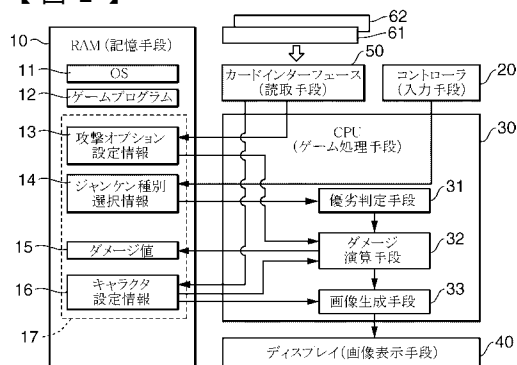 10
RAM(記憶手段)
11
OS
12
ゲームプログラム
13
攻撃オプション
設定情報
14
ジャンケン種別
選択情報
15
ダメージ値
16
キャラクタ
設定情報
17
62
61
50
カードインターフェース
(読取手段)
コントローラ
(入力手段)
20
CPU
(ゲーム処理手段)
30
31
優劣判定手段
32
ダメージ
演算手段
33
画像生成手段
40
ディスプレイ(画像表示手段)